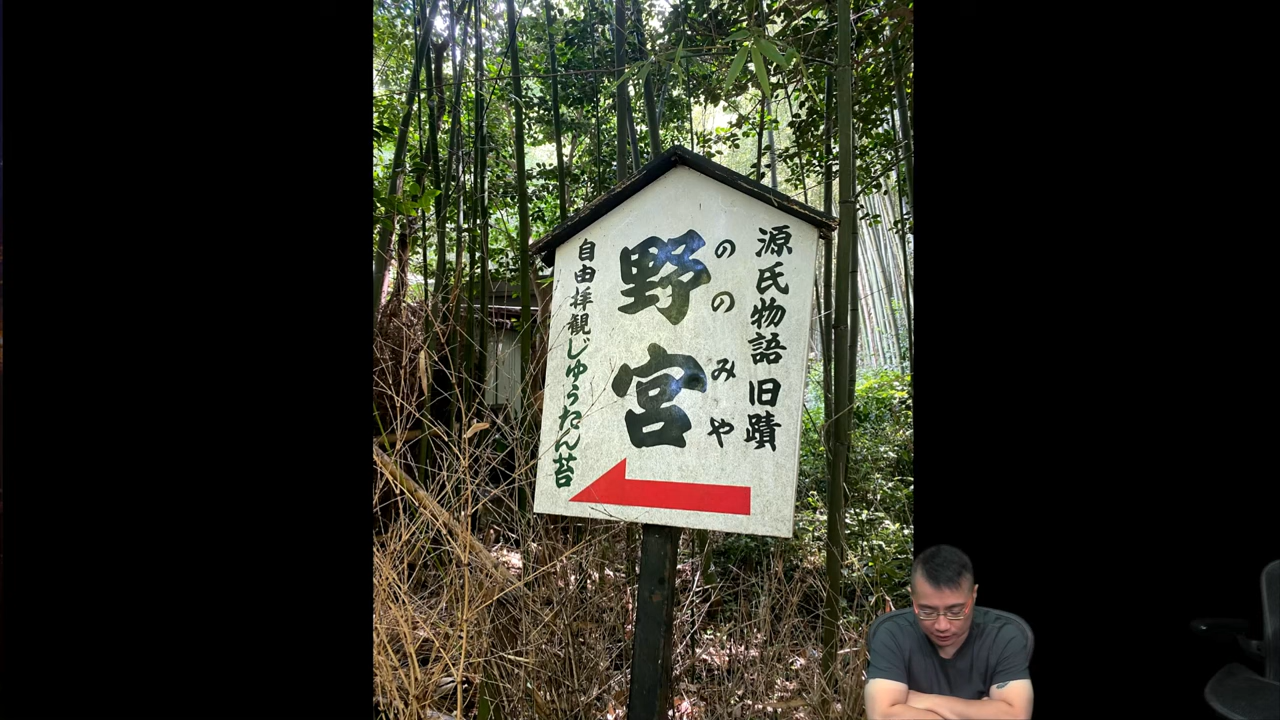 源氏物語旧蹟
ののみや
野宮
自由拝観じゅうたん苔